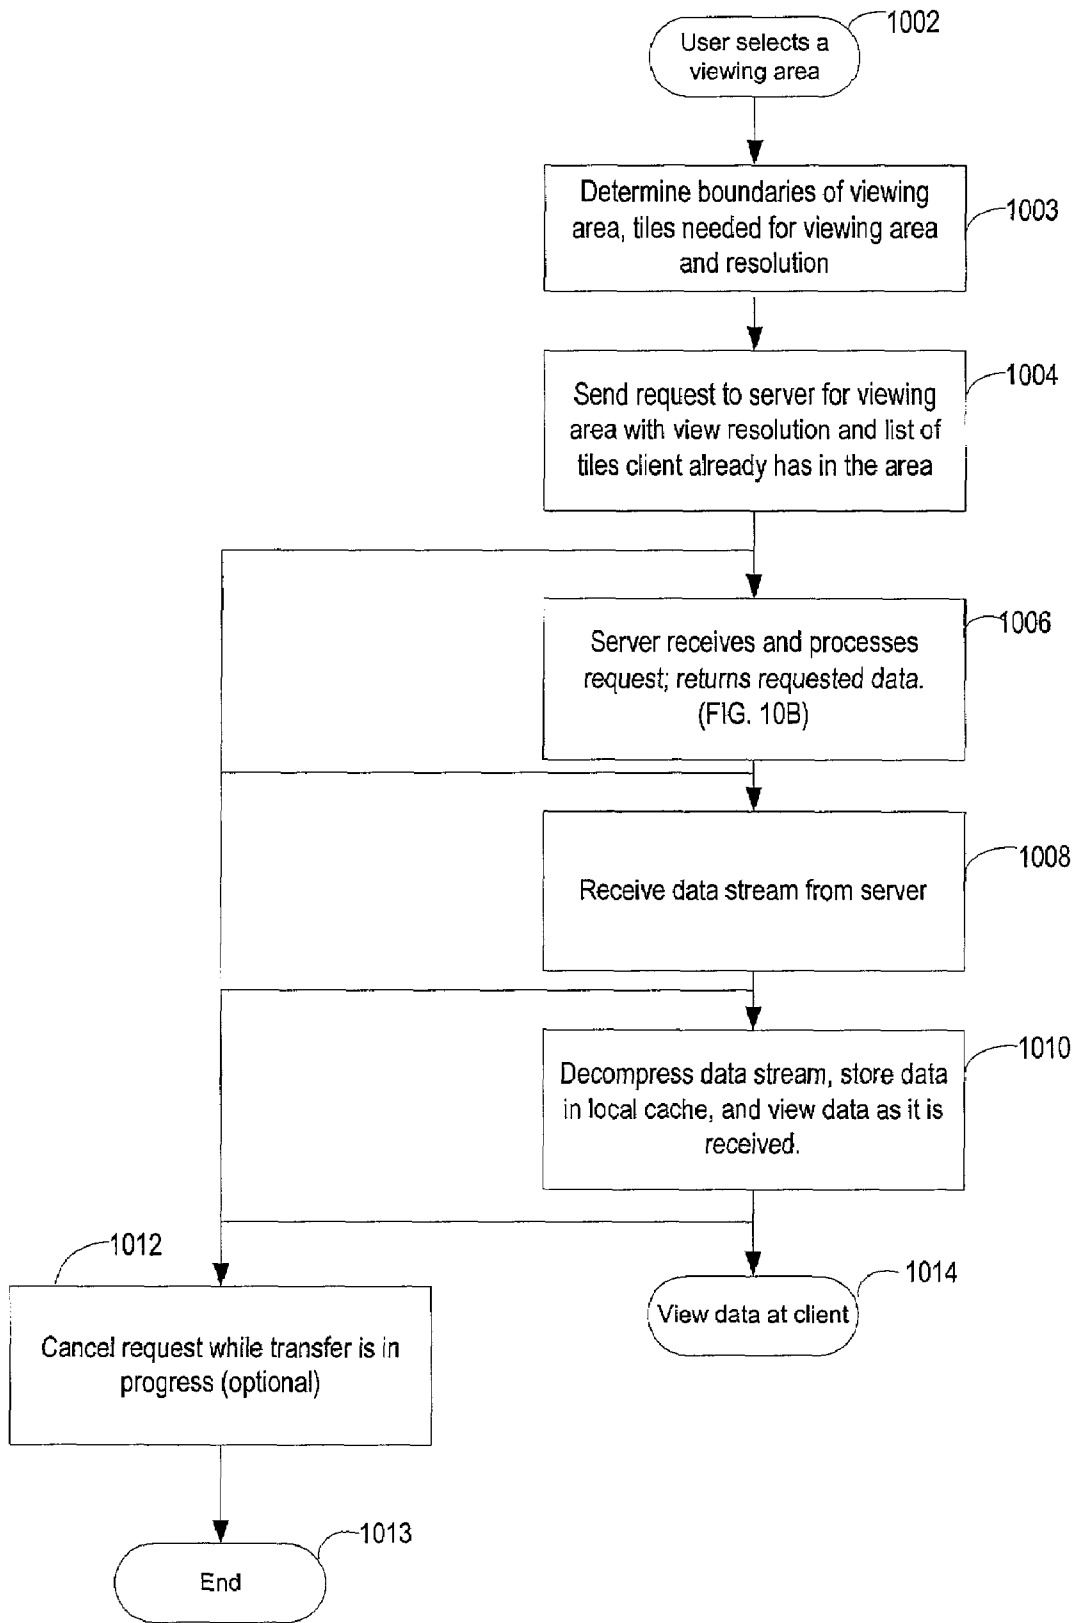 1002
User selects a
viewing area
Determine boundaries of viewing
area, tiles needed for viewing area
and resolution
1003
1004
Send request to server for viewing
area with view resolution and list of
tiles client already has in the area
1006
Server receives and processes
request; returns requested data.
(FIG. 10B)
1008
Receive data stream from server
1010
Decompress data stream, store data
in local cache, and view data as it is
received.
1012
Cancel request while transfer is in
progress (optional)
1014
View data at client
1013
End